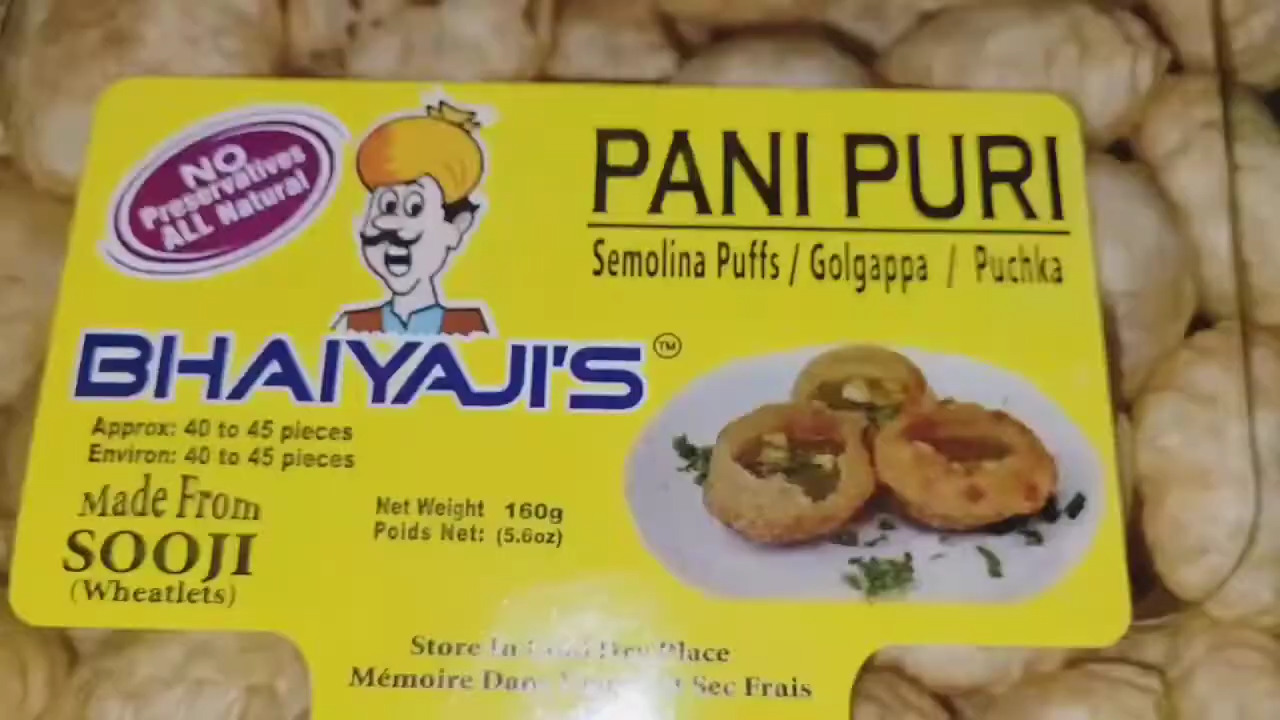 NO
Preservatives
ALL Natural
PANI PURI
Semolina Puffs / Golgappa / Puchka
BHAIYAJI'S TM
Approx: 40 to 45 pieces
Environ: 40 to 45 pieces
Made From
SOOJI
(Wheatlets)
Net Weight 160g
Poids Net: (5.6oz)
Store In Dry Place
Mémoire Sec Frais